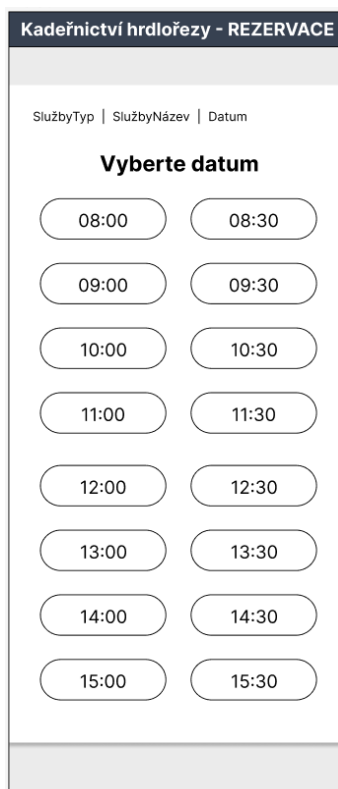 Kadeřnictví hrdlořezy - REZERVACE
SlužbyTyp | SlužbyNázev | Datum
Vyberte datum
08:00 08:30
09:00 09:30
10:00 10:30
11:00 11:30
12:00 12:30
13:00 13:30
14:00 14:30
15:00 15:30